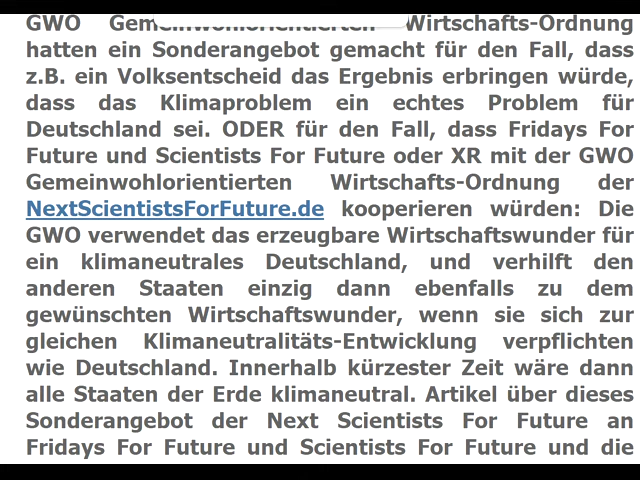 GWO Gemeinwohlorientierten Wirtschafts-Ordnung
hatten ein Sonderangebot gemacht für den Fall, dass
z.B. ein Volksentscheid das Ergebnis erbringen würde,
dass das Klimaproblem ein echtes Problem für
Deutschland sei. ODER für den Fall, dass Fridays For
Future und Scientists For Future oder XR mit der GWO
Gemeinwohlorientierten Wirtschafts-Ordnung der
NextScientistsForFuture.de kooperieren würden: Die
GWO verwendet das erzeugbare Wirtschaftswunder für
ein klimaneutrales Deutschland, und verhilft den
anderen Staaten einzig dann ebenfalls zu dem
gewünschten Wirtschaftswunder, wenn sie sich zur
gleichen Klimaneutralitäts-Entwicklung verpflichten
wie Deutschland. Innerhalb kürzester Zeit wäre dann
alle Staaten der Erde klimaneutral. Artikel über dieses
Sonderangebot der Next Scientists For Future an
Fridays For Future und Scientists For Future und die